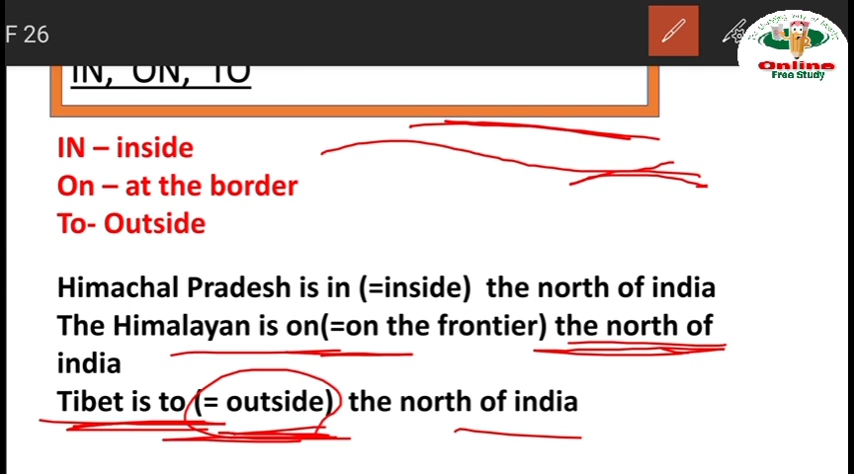 F 26
Online
Free Study
IN, ON, TO
IN – inside
On – at the border
To- Outside
Himachal Pradesh is in (=inside) the north of india
The Himalayan is on(=on the frontier) the north of
india
Tibet is to (= outside) the north of india